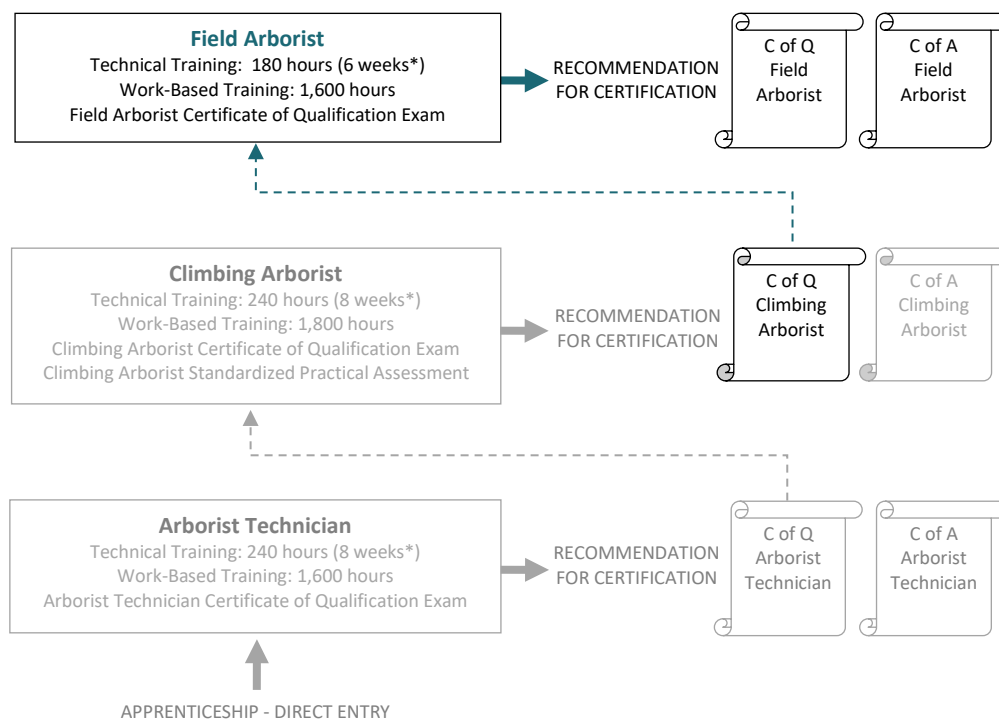 Field Arborist
Technical Training:  180 hours (6 weeks*)
Work-Based Training: 1,600 hours
Field Arborist Certificate of Qualification Exam
RECOMMENDATION
FOR CERTIFICATION
C of Q
Field
Arborist
C of A
Field
Arborist
Climbing Arborist
Technical Training: 240 hours (8 weeks*)
Work-Based Training: 1,800 hours
Climbing Arborist Certificate of Qualification Exam
Climbing Arborist Standardized Practical Assessment
RECOMMENDATION
FOR CERTIFICATION
C of Q
Climbing
Arborist
C of A
Climbing
Arborist
Arborist Technician
Technical Training: 240 hours (8 weeks*)
Work-Based Training: 1,600 hours
Arborist Technician Certificate of Qualification Exam
RECOMMENDATION
FOR CERTIFICATION
C of Q
Arborist
Technician
C of A
Arborist
Technician
APPRENTICESHIP - DIRECT ENTRY